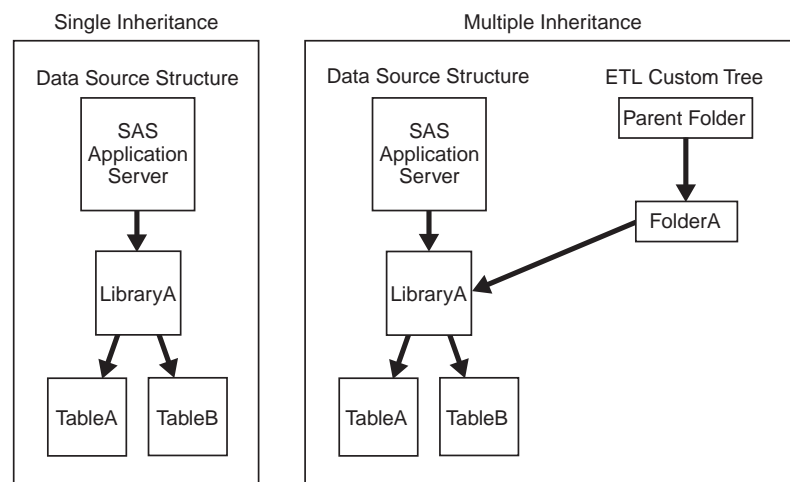 Single Inheritance
Data Source Structure
SAS
Application
Server
LibraryA
TableA
TableB
Multiple Inheritance
Data Source Structure
SAS
Application
Server
LibraryA
TableA
TableB
ETL Custom Tree
Parent Folder
FolderA